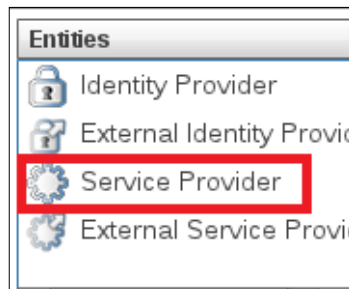 Entities
Identity Provider
External Identity
Service Provider
External Service